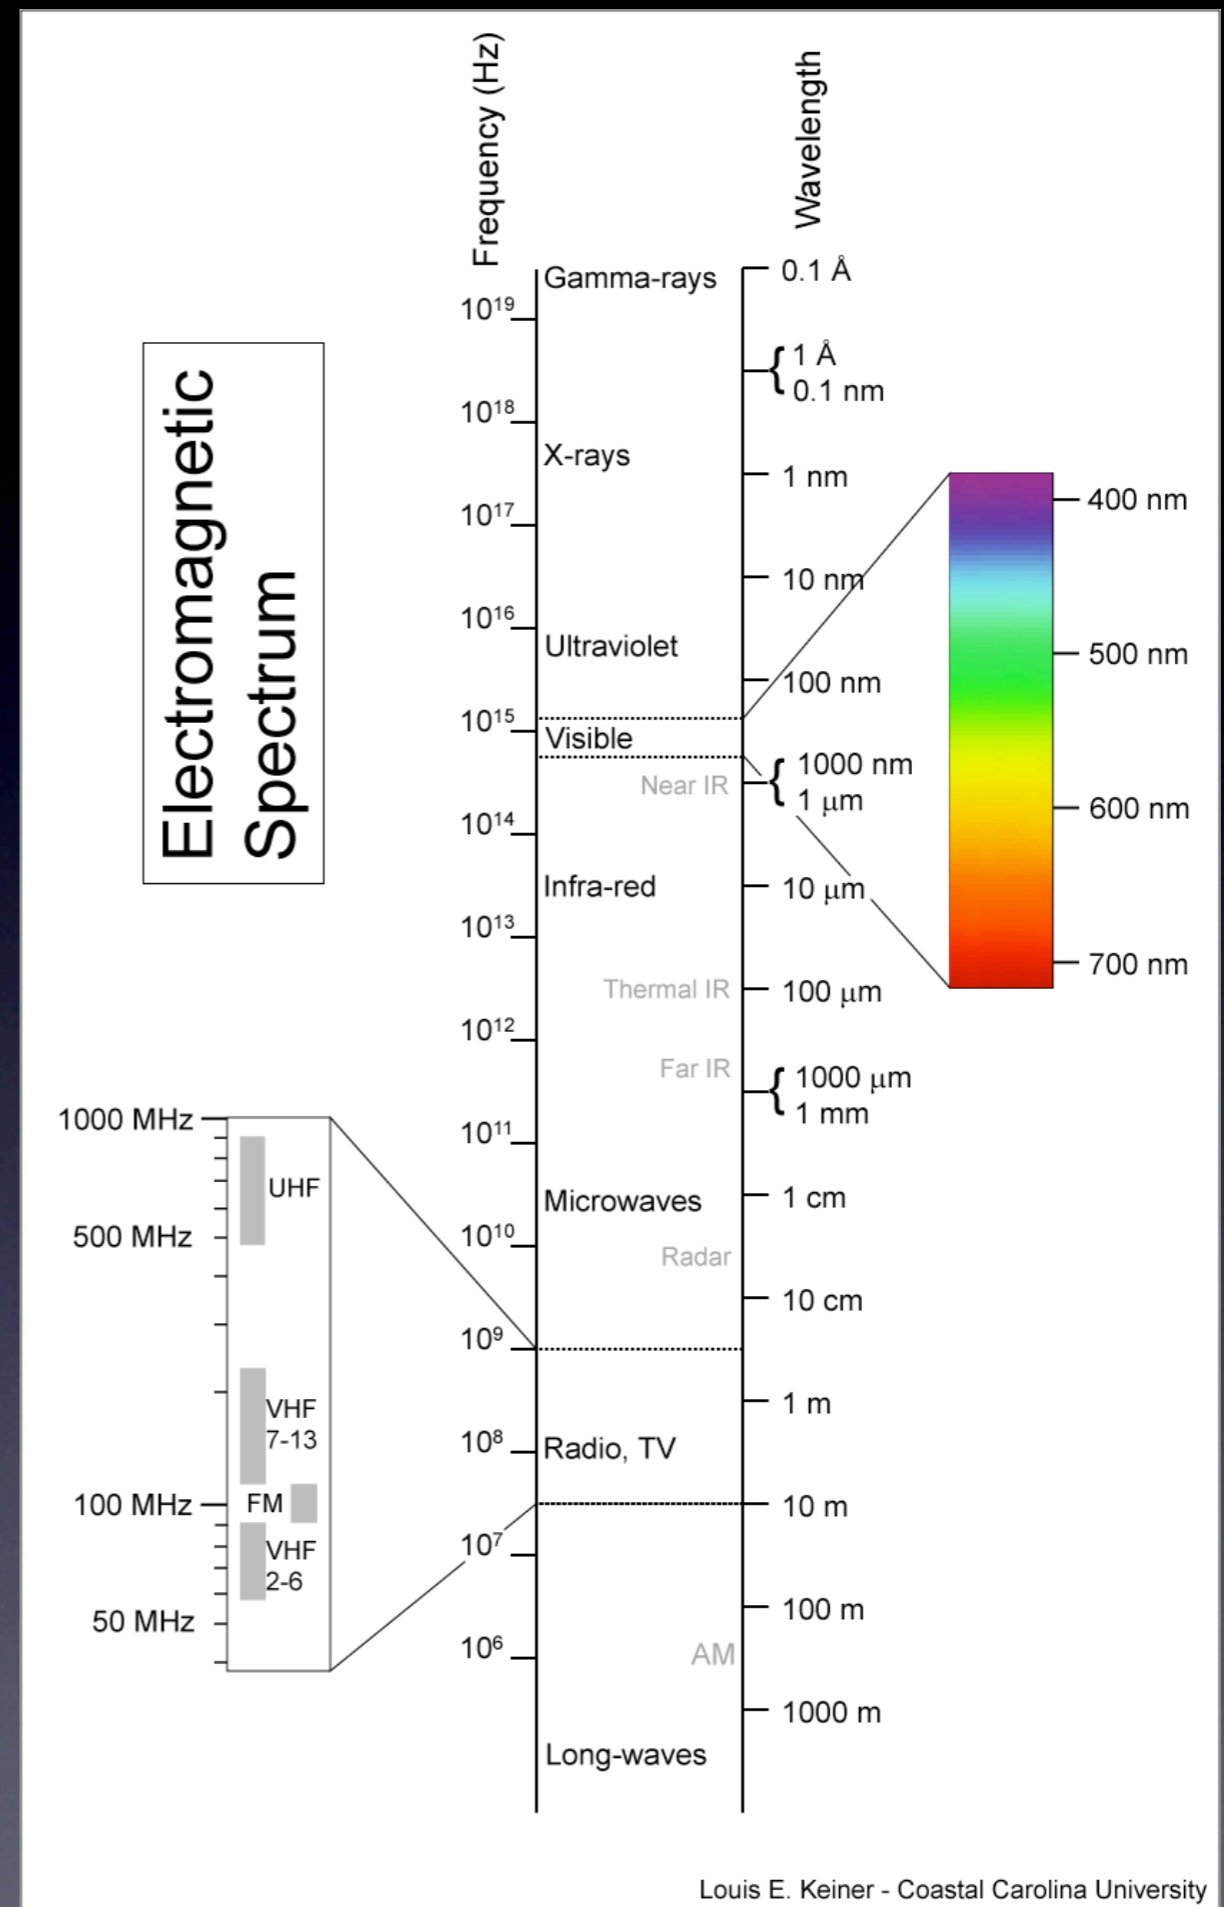 Electromagnetic
Spectrum
Frequency (Hz)
Wavelength
Gamma-rays
X-rays
Ultraviolet
Visible
Near IR
Infra-red
Thermal IR
Far IR
Microwaves
Radar
Radio, TV
AM
Long-waves
10¹⁹
10¹⁸
10¹⁷
10¹⁶
10¹⁵
10¹⁴
10¹³
10¹²
10¹¹
10¹⁰
10⁹
10⁸
10⁷
10⁶
0.1 Å
1 Å
0.1 nm
1 nm
10 nm
100 nm
1000 nm
1 μm
10 μm
100 μm
1000 μm
1 mm
1 cm
10 cm
1 m
10 m
100 m
1000 m
400 nm
500 nm
600 nm
700 nm
1000 MHz
500 MHz
100 MHz
50 MHz
UHF
VHF
7-13
FM
VHF
2-6
Louis E. Keiner - Coastal Carolina University